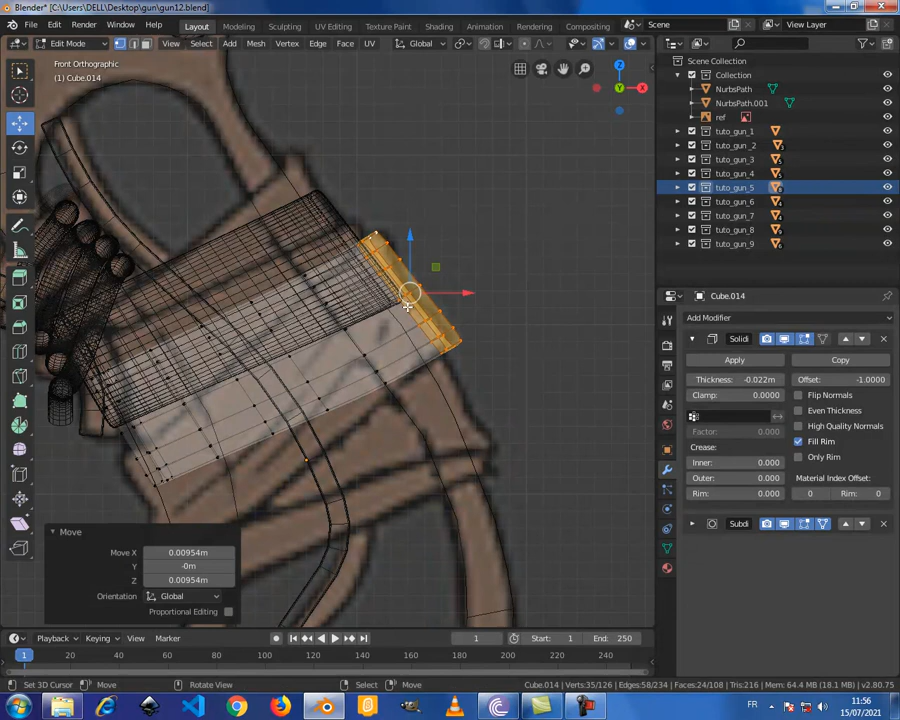 Blender* [C:\Users\DELL\Desktop\gun\gun12.blend]
File Edit Render Window Help Layout Modeling Sculpting UV Editing Texture Paint Shading Animation Rendering Compositing Scene View Layer
Edit Mode View Select Add Mesh Vertex Edge Face UV Global
Front Orthographic
(1) Cube.014
Z
Y
X
Scene Collection
Collection
NurbsPath
NurbsPath.001
ref
tuto_gun_1
tuto_gun_2
tuto_gun_3
tuto_gun_4
tuto_gun_5
tuto_gun_6
tuto_gun_7
tuto_gun_8
tuto_gun_9
Cube.014
Add Modifier
Solidi
Apply Copy
Thickness: -0.022m Offset: -1.0000
Clamp: 0.0000 Flip Normals
Even Thickness
Factor: 0.000 High Quality Normals
Crease: Fill Rim
Inner: 0.000 Only Rim
Outer: 0.000 Material Index Offset:
Rim: 0.000 0 Rim: 0
Subdi
Move
Move X 0.00954m
Y -0m
Z 0.00954m
Orientation Global
Proportional Editing
Playback Keying View Marker 1 Start: 1 End: 250
1 20 40 60 80 100 120 140 160 180 200 220 240
Set 3D Cursor Move Rotate View Select Move Cube.014 | Verts:35/126 | Edges:58/234 | Faces:24/108 | Tris:216 | Mem: 64.4 MB (18.1 MB) | v2.80.75
FR 11:56
15/07/2021